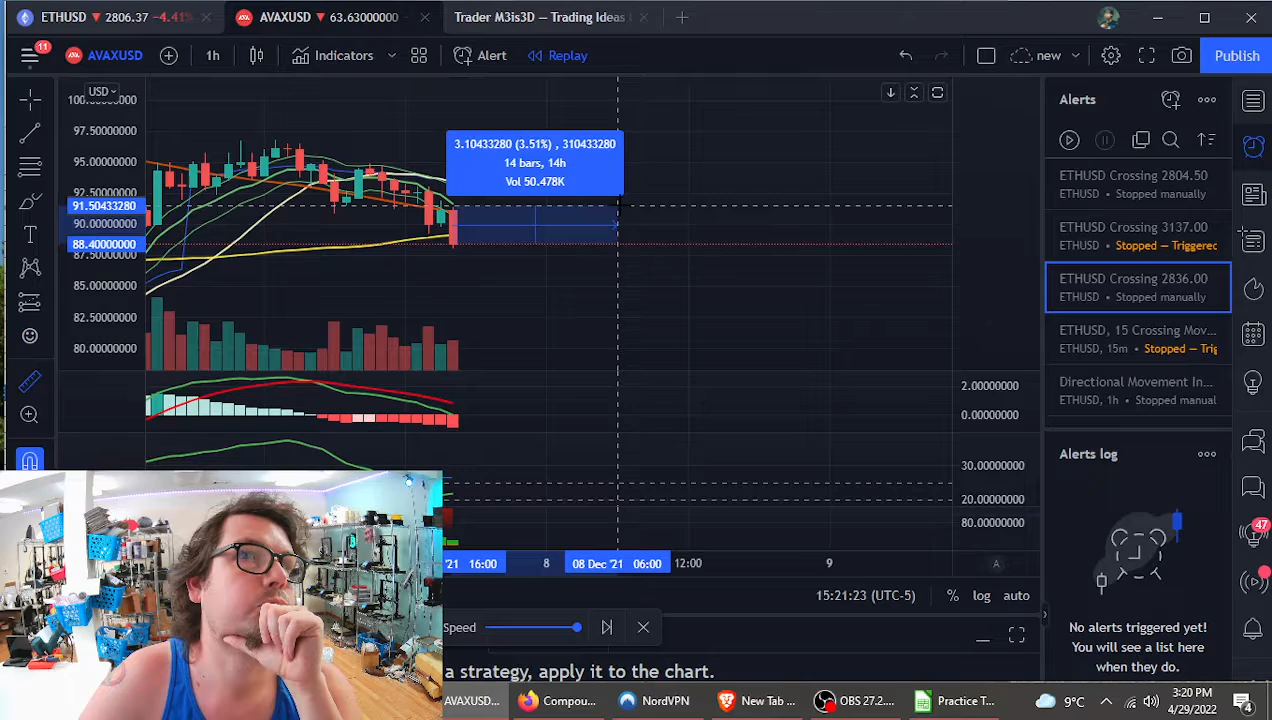 ETHUSD ▼ 2806.37 −4.41%
AVAXUSD ▼ 63.63000000
Trader M3is3D — Trading Ideas
11
AVAXUSD
1h
Indicators
Alert
Replay
new
Publish
USD
100.00000000
97.50000000
95.00000000
92.50000000
91.50433280
90.00000000
88.40000000
87.50000000
85.00000000
82.50000000
80.00000000
3.10433280 (3.51%) , 310433280
14 bars, 14h
Vol 50.478K
2.00000000
0.00000000
30.00000000
20.00000000
80.00000000
'21 16:00
8
08 Dec '21 06:00
12:00
9
A
15:21:23 (UTC-5)
%
log
auto
Speed
a strategy, apply it to the chart.
Alerts
ETHUSD Crossing 2804.50
ETHUSD • Stopped manually
ETHUSD Crossing 3137.00
ETHUSD • Stopped — Triggered
ETHUSD Crossing 2836.00
ETHUSD • Stopped manually
ETHUSD, 15 Crossing Mov...
ETHUSD, 15m • Stopped — Trig
Directional Movement In...
ETHUSD, 1h • Stopped manual
Alerts log
No alerts triggered yet!
You will see a list here
when they do.
47
AVAXUSD...
Compou...
NordVPN
New Tab ...
OBS 27.2....
Practice T...
9°C
3:20 PM
4/29/2022
4